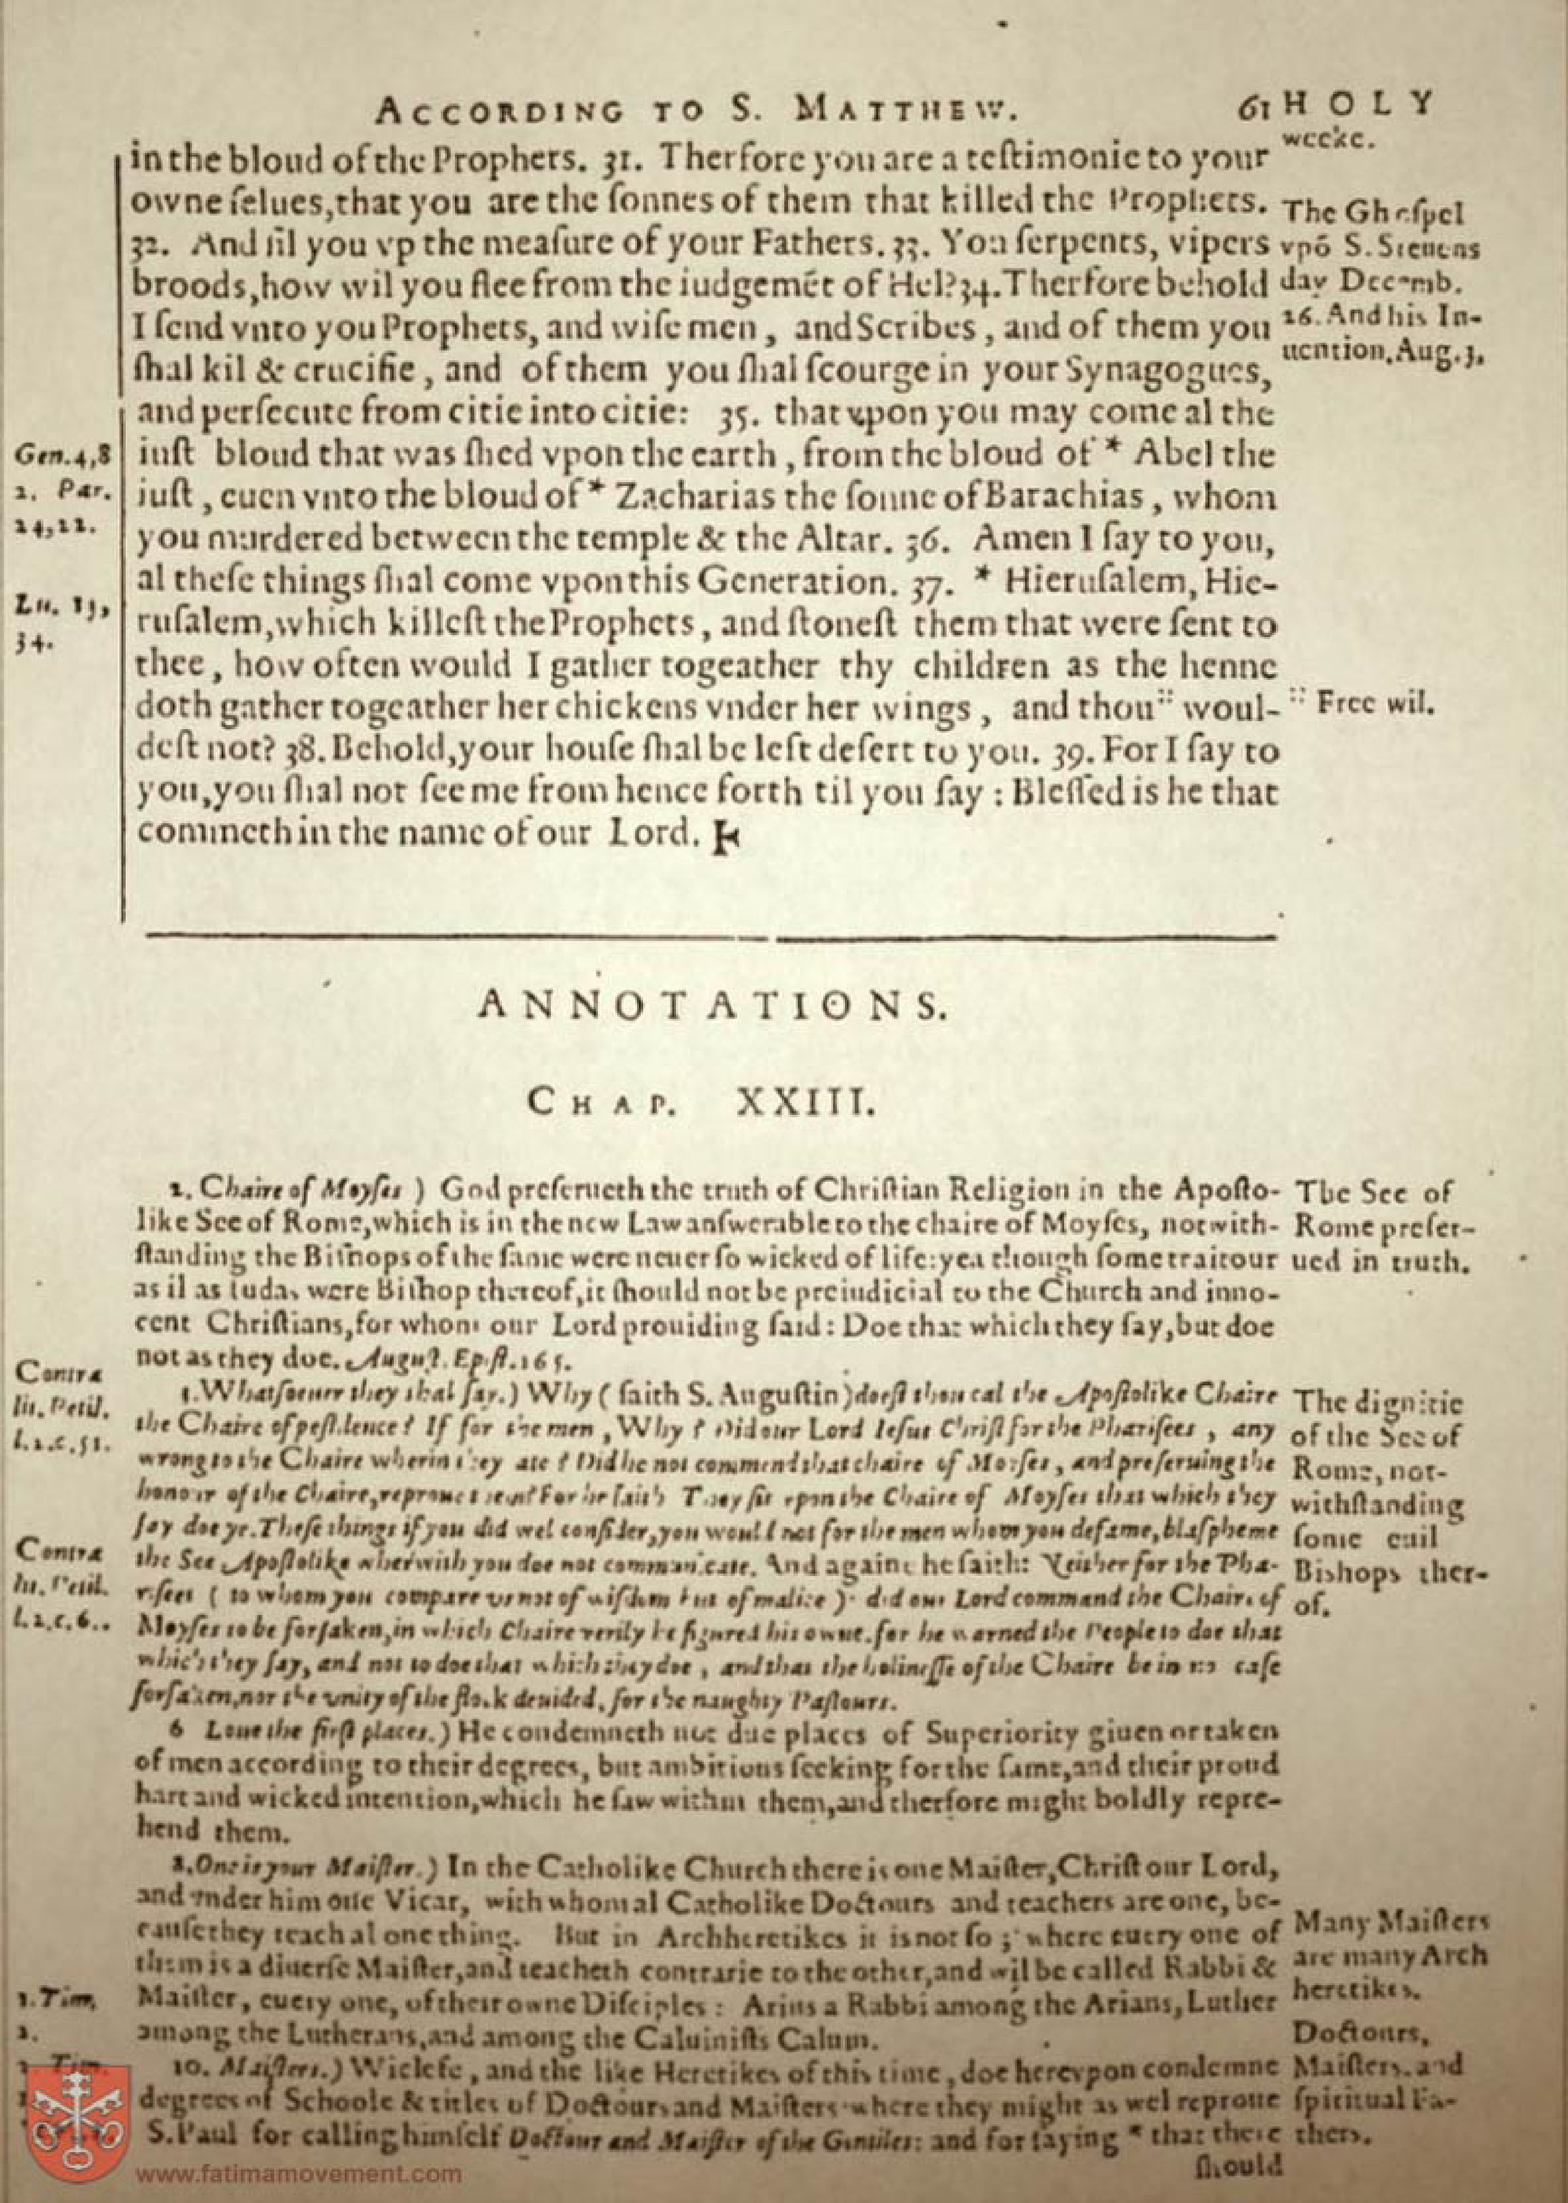 ACCORDING TO S. MATTHEW. 61 HOLY
weeke.
in the bloud of the Prophets. 31. Therfore you are a teſtimonie to your
owne ſelues, that you are the ſonnes of them that killed the Prophets.
32. And fil you vp the meaſure of your Fathers. 33. You ſerpents, vipers
broods, how wil you flee from the iudgemẽt of Hel? 34. Therfore behold
I ſend vnto you Prophets, and wiſe men, and Scribes, and of them you
ſhal kil & crucifie, and of them you ſhal ſcourge in your Synagogues,
and perſecute from citie into citie: 35. that vpon you may come al the
iuſt bloud that was ſhed vpon the earth, from the bloud of * Abel the
iuſt, euen vnto the bloud of * Zacharias the ſonne of Barachias, whom
you murdered between the temple & the Altar. 36. Amen I ſay to you,
al theſe things ſhal come vpon this Generation. 37. * Hieruſalem, Hie-
ruſalem, which killeſt the Prophets, and ſtoneſt them that were ſent to
thee, how often would I gather togeather thy children as the henne
doth gather togeather her chickens vnder her wings, and thou :: woul-
deſt not? 38. Behold, your houſe ſhal be left deſert to you. 39. For I ſay to
you, you ſhal not ſee me from hence forth til you ſay: Bleſſed is he that
commeth in the name of our Lord.
The Ghoſpel
vpõ S. Steuens
day Decemb.
26. And his In-
uention, Aug. 3.
Gen. 4,8
2. Par.
24,22.
Lu. 13,
34.
:: Free wil.
ANNOTATIONS.
CHAP. XXIII.
2. Chaire of Moyſes ) God preſerueth the truth of Chriſtian Religion in the Apoſto-
like See of Rome, which is in the new Law anſwerable to the chaire of Moyſes, notwith-
ſtanding the Biſhops of the ſame were neuer ſo wicked of life: yea though ſome traitour
as il as Iudas were Biſhop thereof, it ſhould not be preiudicial to the Church and inno-
cent Chriſtians, for whom our Lord prouiding ſaid: Doe that which they ſay, but doe
not as they doe. Auguſt. Epiſt. 165.
The See of
Rome preſer-
ued in truth.
3. Whatſoeuer they ſhal ſay.) Why ( ſaith S. Auguſtin ) doeſt thou cal the Apoſtolike Chaire
the Chaire of peſtilence? If for the men, Why? Did our Lord Ieſus Chriſt for the Phariſees, any
wrong to the Chaire wherin they ſate? Did he not commend that chaire of Moyſes, and preſeruing the
honour of the Chaire, reproue them? For he ſaith They ſit vpon the Chaire of Moyſes that which they
ſay doe ye. Theſe things if you did wel conſider, you would not for the men whom you defame, blaſpheme
the See Apoſtolike wherwith you doe not communicate. And againe he ſaith: Neither for the Pha-
riſees ( to whom you compare vs not of wiſdom but of malice ) did our Lord command the Chaire of
Moyſes to be forſaken, in which Chaire verily he figured his owne. for he warned the People to doe that
which they ſay, and not to doe that which they doe, and that the holineſſe of the Chaire be in no caſe
forſaken, nor the vnity of the flock deuided, for the naughty Paſtours.
Contra
lit. Petil.
l.2.c.51.
Contra
lit. Petil.
l.2.c.6
The dignitie
of the See of
Rome, not-
withſtanding
ſome euil
Biſhops ther-
of.
6 Loue the firſt places.) He condemneth not due places of Superiority giuen or taken
of men according to their degrees, but ambitious ſeeking for the ſame, and their proud
hart and wicked intention, which he ſaw within them, and therfore might boldly repre-
hend them.
8. One is your Maiſter.) In the Catholike Church there is one Maiſter, Chriſt our Lord,
and vnder him one Vicar, with whom al Catholike Doctours and teachers are one, be-
cauſe they teach al one thing. But in Archheretikes it is not ſo; where euery one of
them is a diuerſe Maiſter, and teacheth contrarie to the other, and wil be called Rabbi &
Maiſter, euery one, of their owne Diſciples: Arius a Rabbi among the Arians, Luther
among the Lutherans, and among the Caluiniſts Caluin.
Many Maiſters
are many Arch
heretikes.
10. Maiſters.) Wiclefe, and the like Heretikes of this time, doe herevpon condemne
degrees of Schoole & titles of Doctours and Maiſters where they might as wel reproue
S. Paul for calling himſelf Doctour and Maiſter of the Gentiles: and for ſaying * that there
ſhould
1. Tim.
2.
2. Tim.
Doctours,
Maiſters, and
ſpiritual Fa-
thers.
www.fatimamovement.com